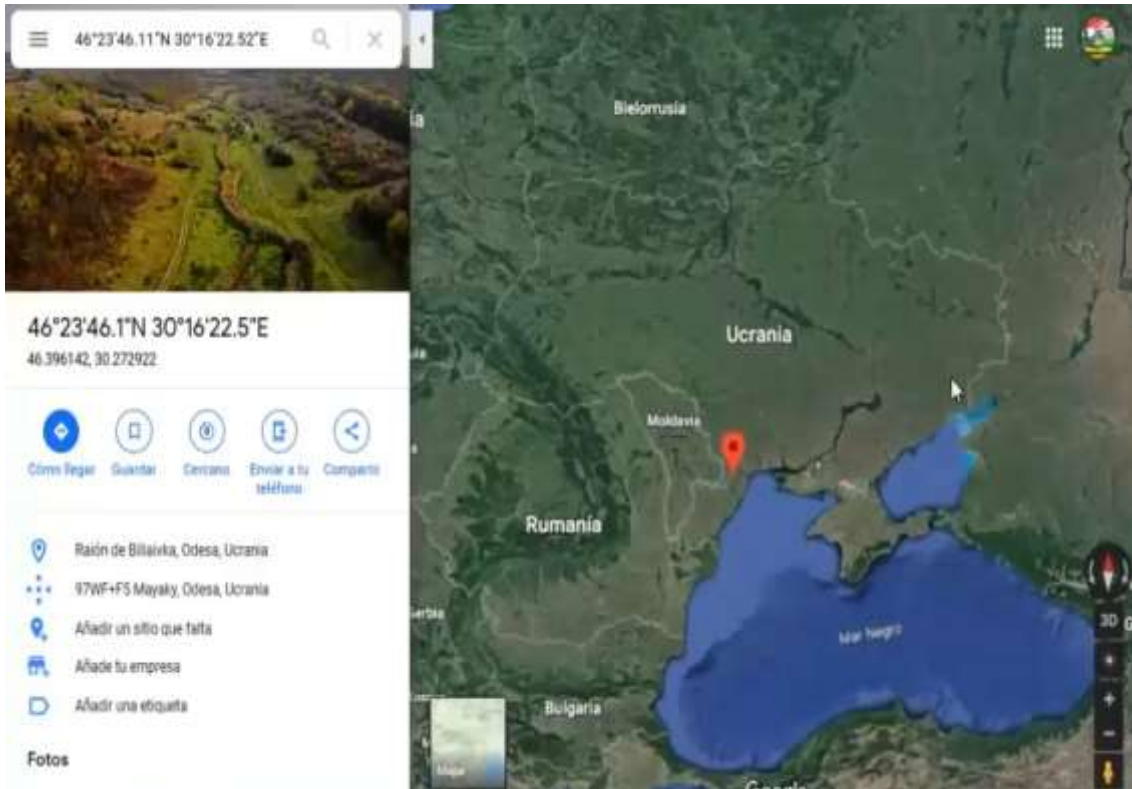 46°23'46.11"N 30°16'22.52"E
46°23'46.1"N 30°16'22.5"E
46.396142, 30.272922
Cómo llegar
Guardar
Cercano
Enviar a tu
teléfono
Compartir
Raión de Biliaivka, Odesa, Ucrania
97WF+F5 Mayaky, Odesa, Ucrania
Añadir un sitio que falta
Añade tu empresa
Añadir una etiqueta
Fotos
Bielorrusia
Ucrania
Moldavia
Rumanía
Mar Negro
Bulgaria
Mapa
Google
3D